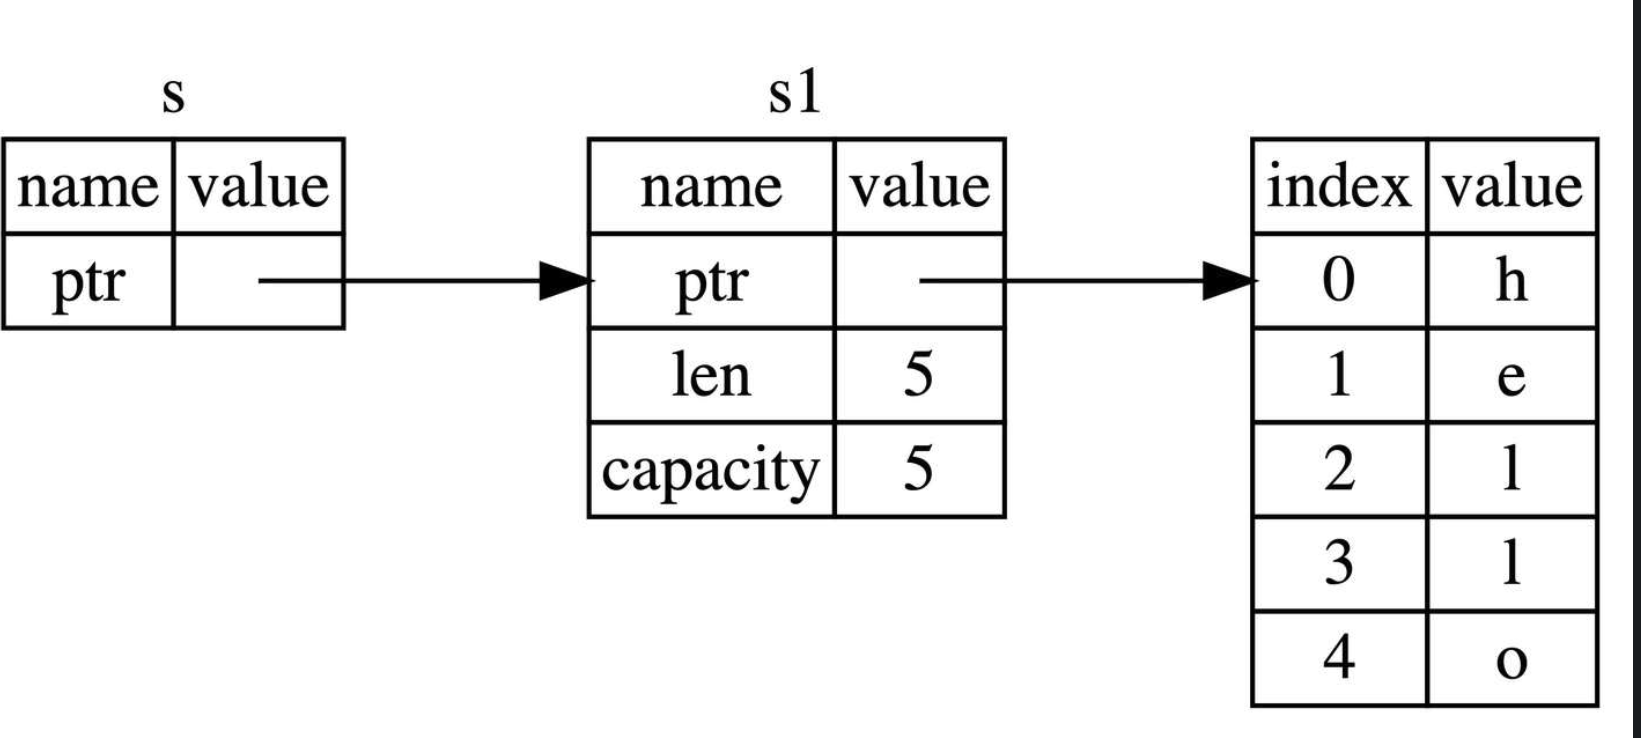 s
name value
ptr
s1
name value
ptr
len 5
capacity 5
index value
0 h
1 e
2 l
3 l
4 o